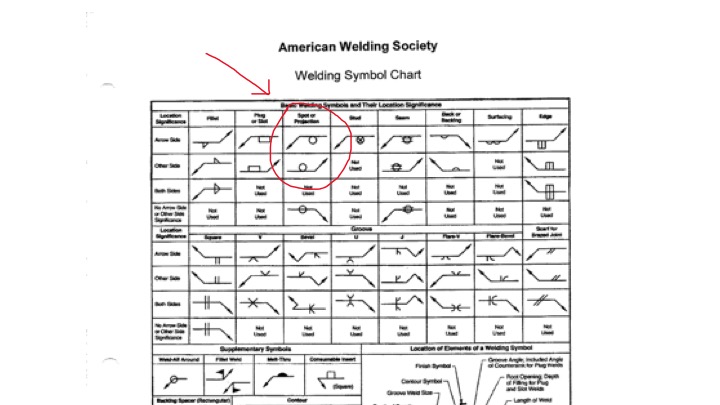 American Welding Society
Welding Symbol Chart
Basic Welding Symbols and Their Location Significance
Location Significance Fillet Plug or Slot Spot or Projection Stud Seam Back or Backing Surfacing Edge
Arrow Side
Other Side Not Used
Both Sides Not Used Not Used Not Used Not Used Not Used Not Used
No Arrow Side or Other Side Significance Not Used Not Used Not Used Not Used Not Used Not Used
Location Significance Groove Scarf for Brazed Joint
Square V Bevel U J Flare-V Flare-Bevel
Arrow Side
Other Side
Both Sides
No Arrow Side or Other Side Significance Not Used Not Used Not Used Not Used Not Used Not Used Not Used
Supplementary Symbols Location of Elements of a Welding Symbol
Weld-All Around Field Weld Melt-Thru Consumable Insert
(Square)
Backing Spacer (Rectangular) Contour
Finish Symbol
Contour Symbol
Groove Weld Size
Groove Angle; Included Angle of Countersink for Plug Welds
Root Opening; Depth of Filling for Plug and Slot Welds
Length of Weld